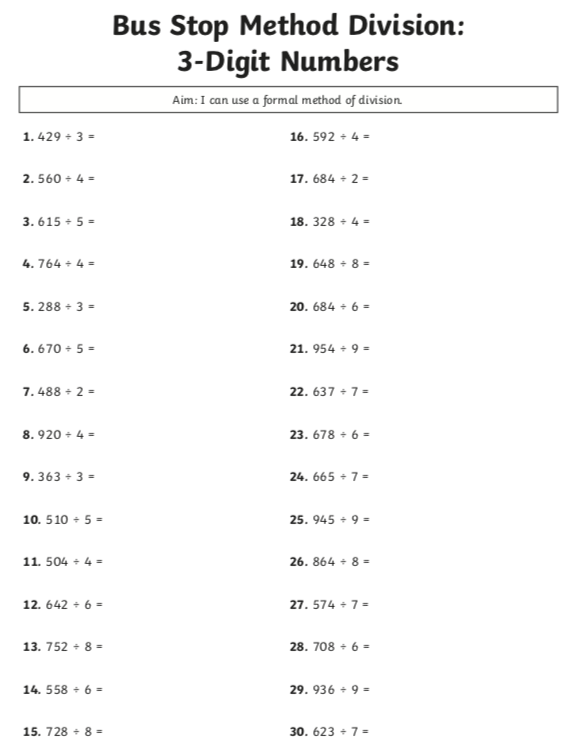 Bus Stop Method Division:
3-Digit Numbers
Aim: I can use a formal method of division.
1. 429 ÷ 3 =
2. 560 ÷ 4 =
3. 615 ÷ 5 =
4. 764 ÷ 4 =
5. 288 ÷ 3 =
6. 670 ÷ 5 =
7. 488 ÷ 2 =
8. 920 ÷ 4 =
9. 363 ÷ 3 =
10. 510 ÷ 5 =
11. 504 ÷ 4 =
12. 642 ÷ 6 =
13. 752 ÷ 8 =
14. 558 ÷ 6 =
15. 728 ÷ 8 =
16. 592 ÷ 4 =
17. 684 ÷ 2 =
18. 328 ÷ 4 =
19. 648 ÷ 8 =
20. 684 ÷ 6 =
21. 954 ÷ 9 =
22. 637 ÷ 7 =
23. 678 ÷ 6 =
24. 665 ÷ 7 =
25. 945 ÷ 9 =
26. 864 ÷ 8 =
27. 574 ÷ 7 =
28. 708 ÷ 6 =
29. 936 ÷ 9 =
30. 623 ÷ 7 =